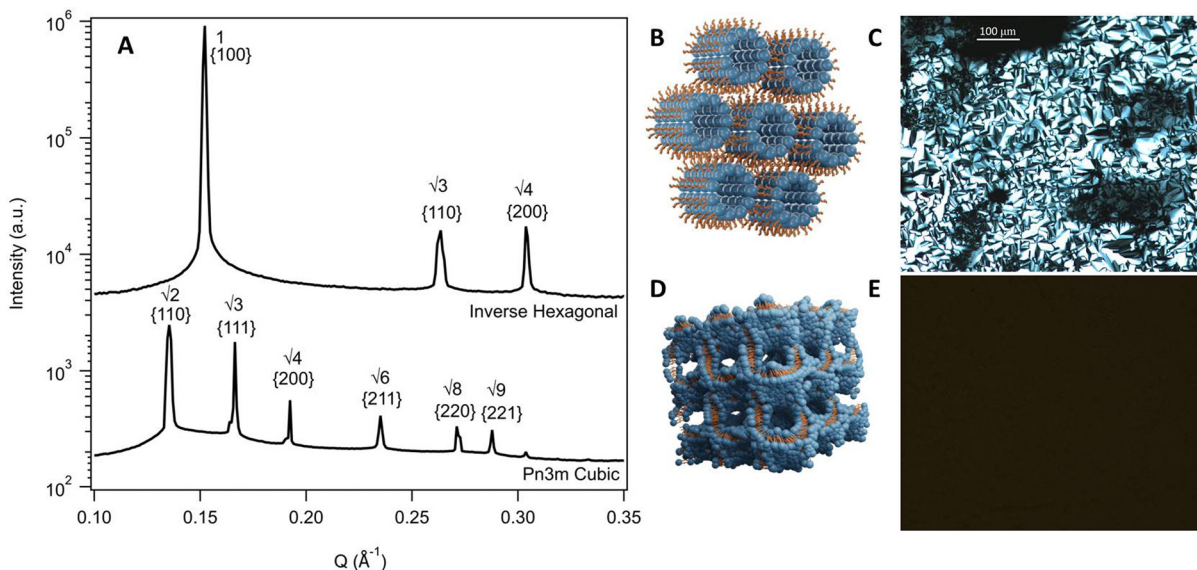 A
B
C
D
E
100 μm
10⁶
10⁵
10⁴
10³
10²
Intensity (a.u.)
1
{100}
√3
{110}
√4
{200}
Inverse Hexagonal
√2
{110}
√3
{111}
√4
{200}
√6
{211}
√8
{220}
√9
{221}
Pn3m Cubic
0.10 0.15 0.20 0.25 0.30 0.35
Q (Å⁻¹)